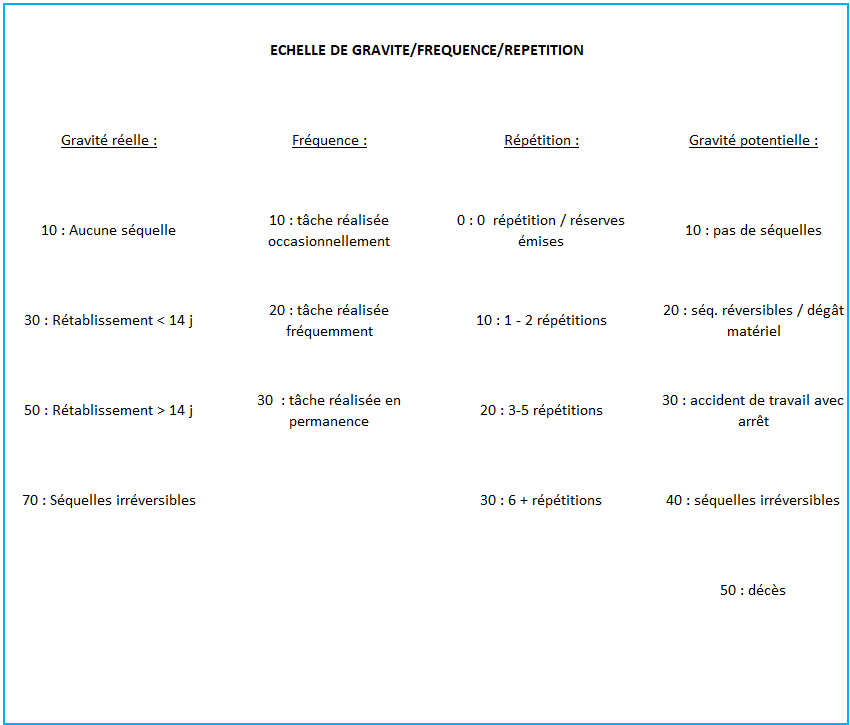 ECHELLE DE GRAVITE/FREQUENCE/REPETITION
Gravité réelle :
Fréquence :
Répétition :
Gravité potentielle :
10 : Aucune séquelle
10 : tâche réalisée
occasionnellement
0 : 0  répétition / réserves
émises
10 : pas de séquelles
30 : Rétablissement < 14 j
20 : tâche réalisée
fréquemment
10 : 1 - 2 répétitions
20 : séq. réversibles / dégât
matériel
50 : Rétablissement > 14 j
30  : tâche réalisée en
permanence
20 : 3-5 répétitions
30 : accident de travail avec
arrêt
70 : Séquelles irréversibles
30 : 6 + répétitions
40 : séquelles irréversibles
50 : décès